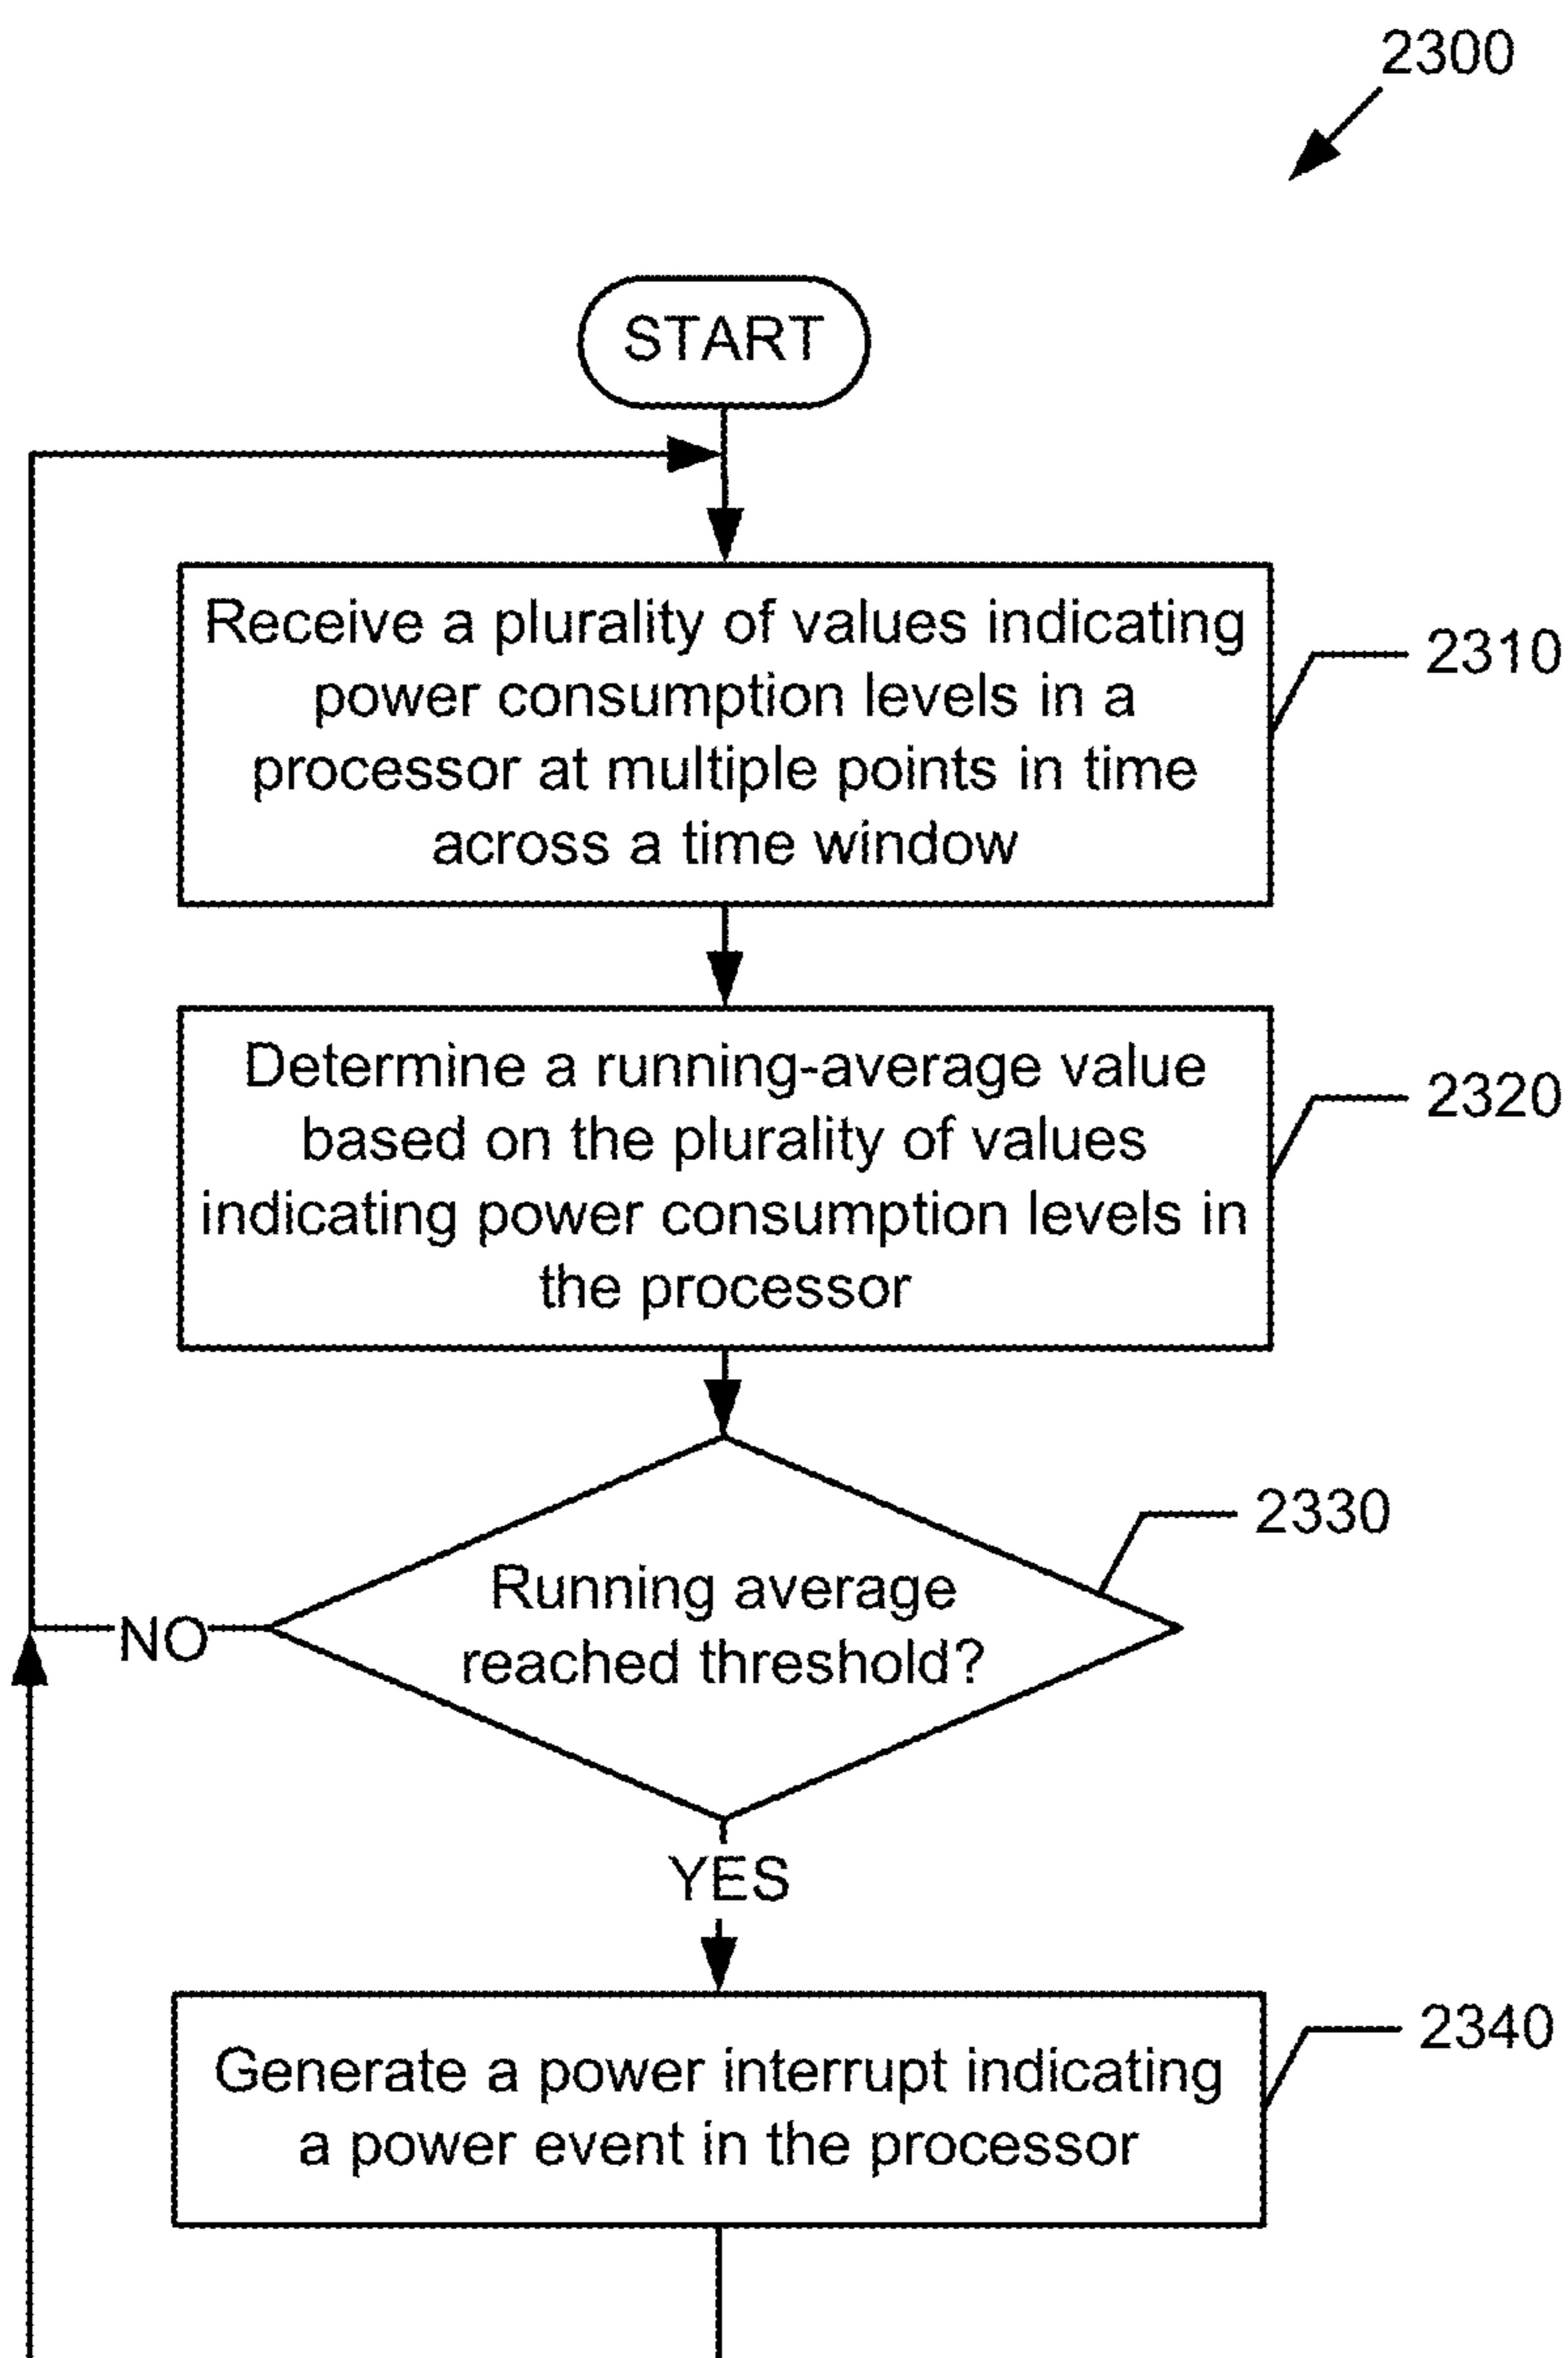 2300
START
Receive a plurality of values indicating
power consumption levels in a
processor at multiple points in time
across a time window
2310
Determine a running-average value
based on the plurality of values
indicating power consumption levels in
the processor
2320
Running average
reached threshold?
2330
NO
YES
Generate a power interrupt indicating
a power event in the processor
2340